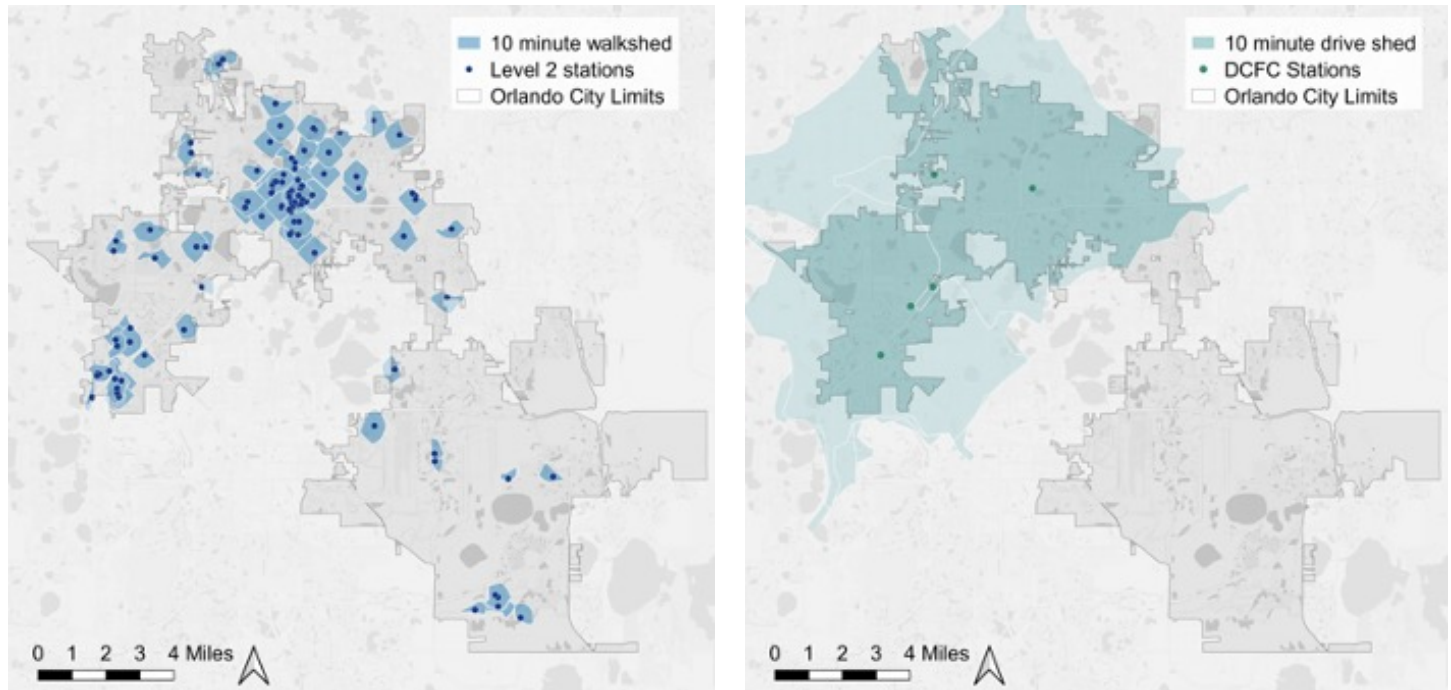 10 minute walkshed
Level 2 stations
Orlando City Limits
0 1 2 3 4 Miles
10 minute drive shed
DCFC Stations
Orlando City Limits
0 1 2 3 4 Miles